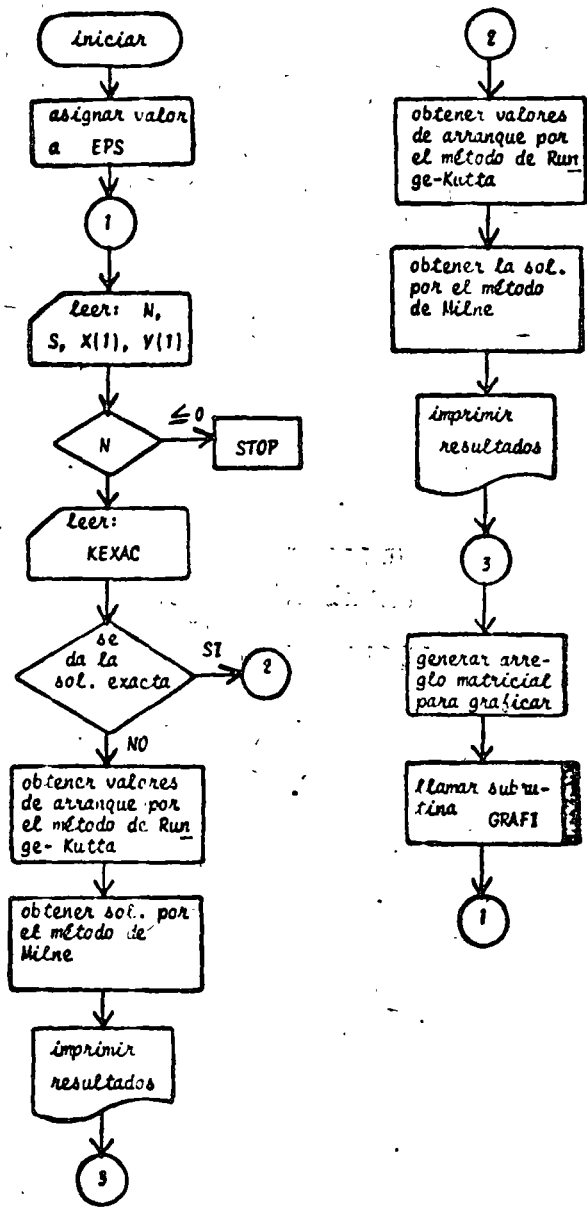 iniciar
asignar valor
a EPS
1
leer: N,
S, X(1), Y(1)
N
≤ 0
STOP
leer:
KEXAC
se
da la
sol. exacta
SI
2
NO
obtener valores
de arranque por
el método de Run
ge- Kutta
obtener sol. por
el método de
Milne
imprimir
resultados
3
2
obtener valores
de arranque por
el método de Run
ge-Kutta
obtener la sol.
por el método
de Milne
imprimir
resultados
3
generar arre-
glo matricial
para graficar
llamar subru-
tina GRAFI
1